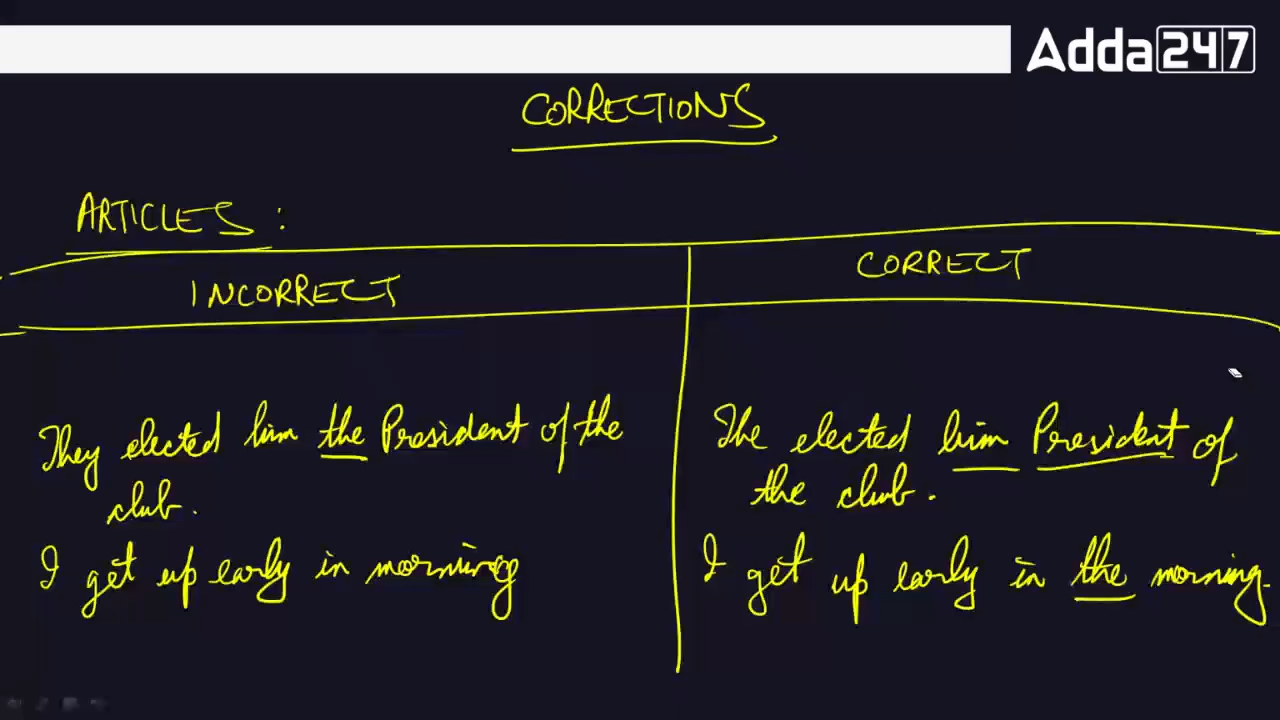 Adda247
CORRECTIONS
ARTICLES :
INCORRECT
CORRECT
They elected him the President of the
club.
I get up early in morning
The elected him President of
the club.
I get up early in the morning.